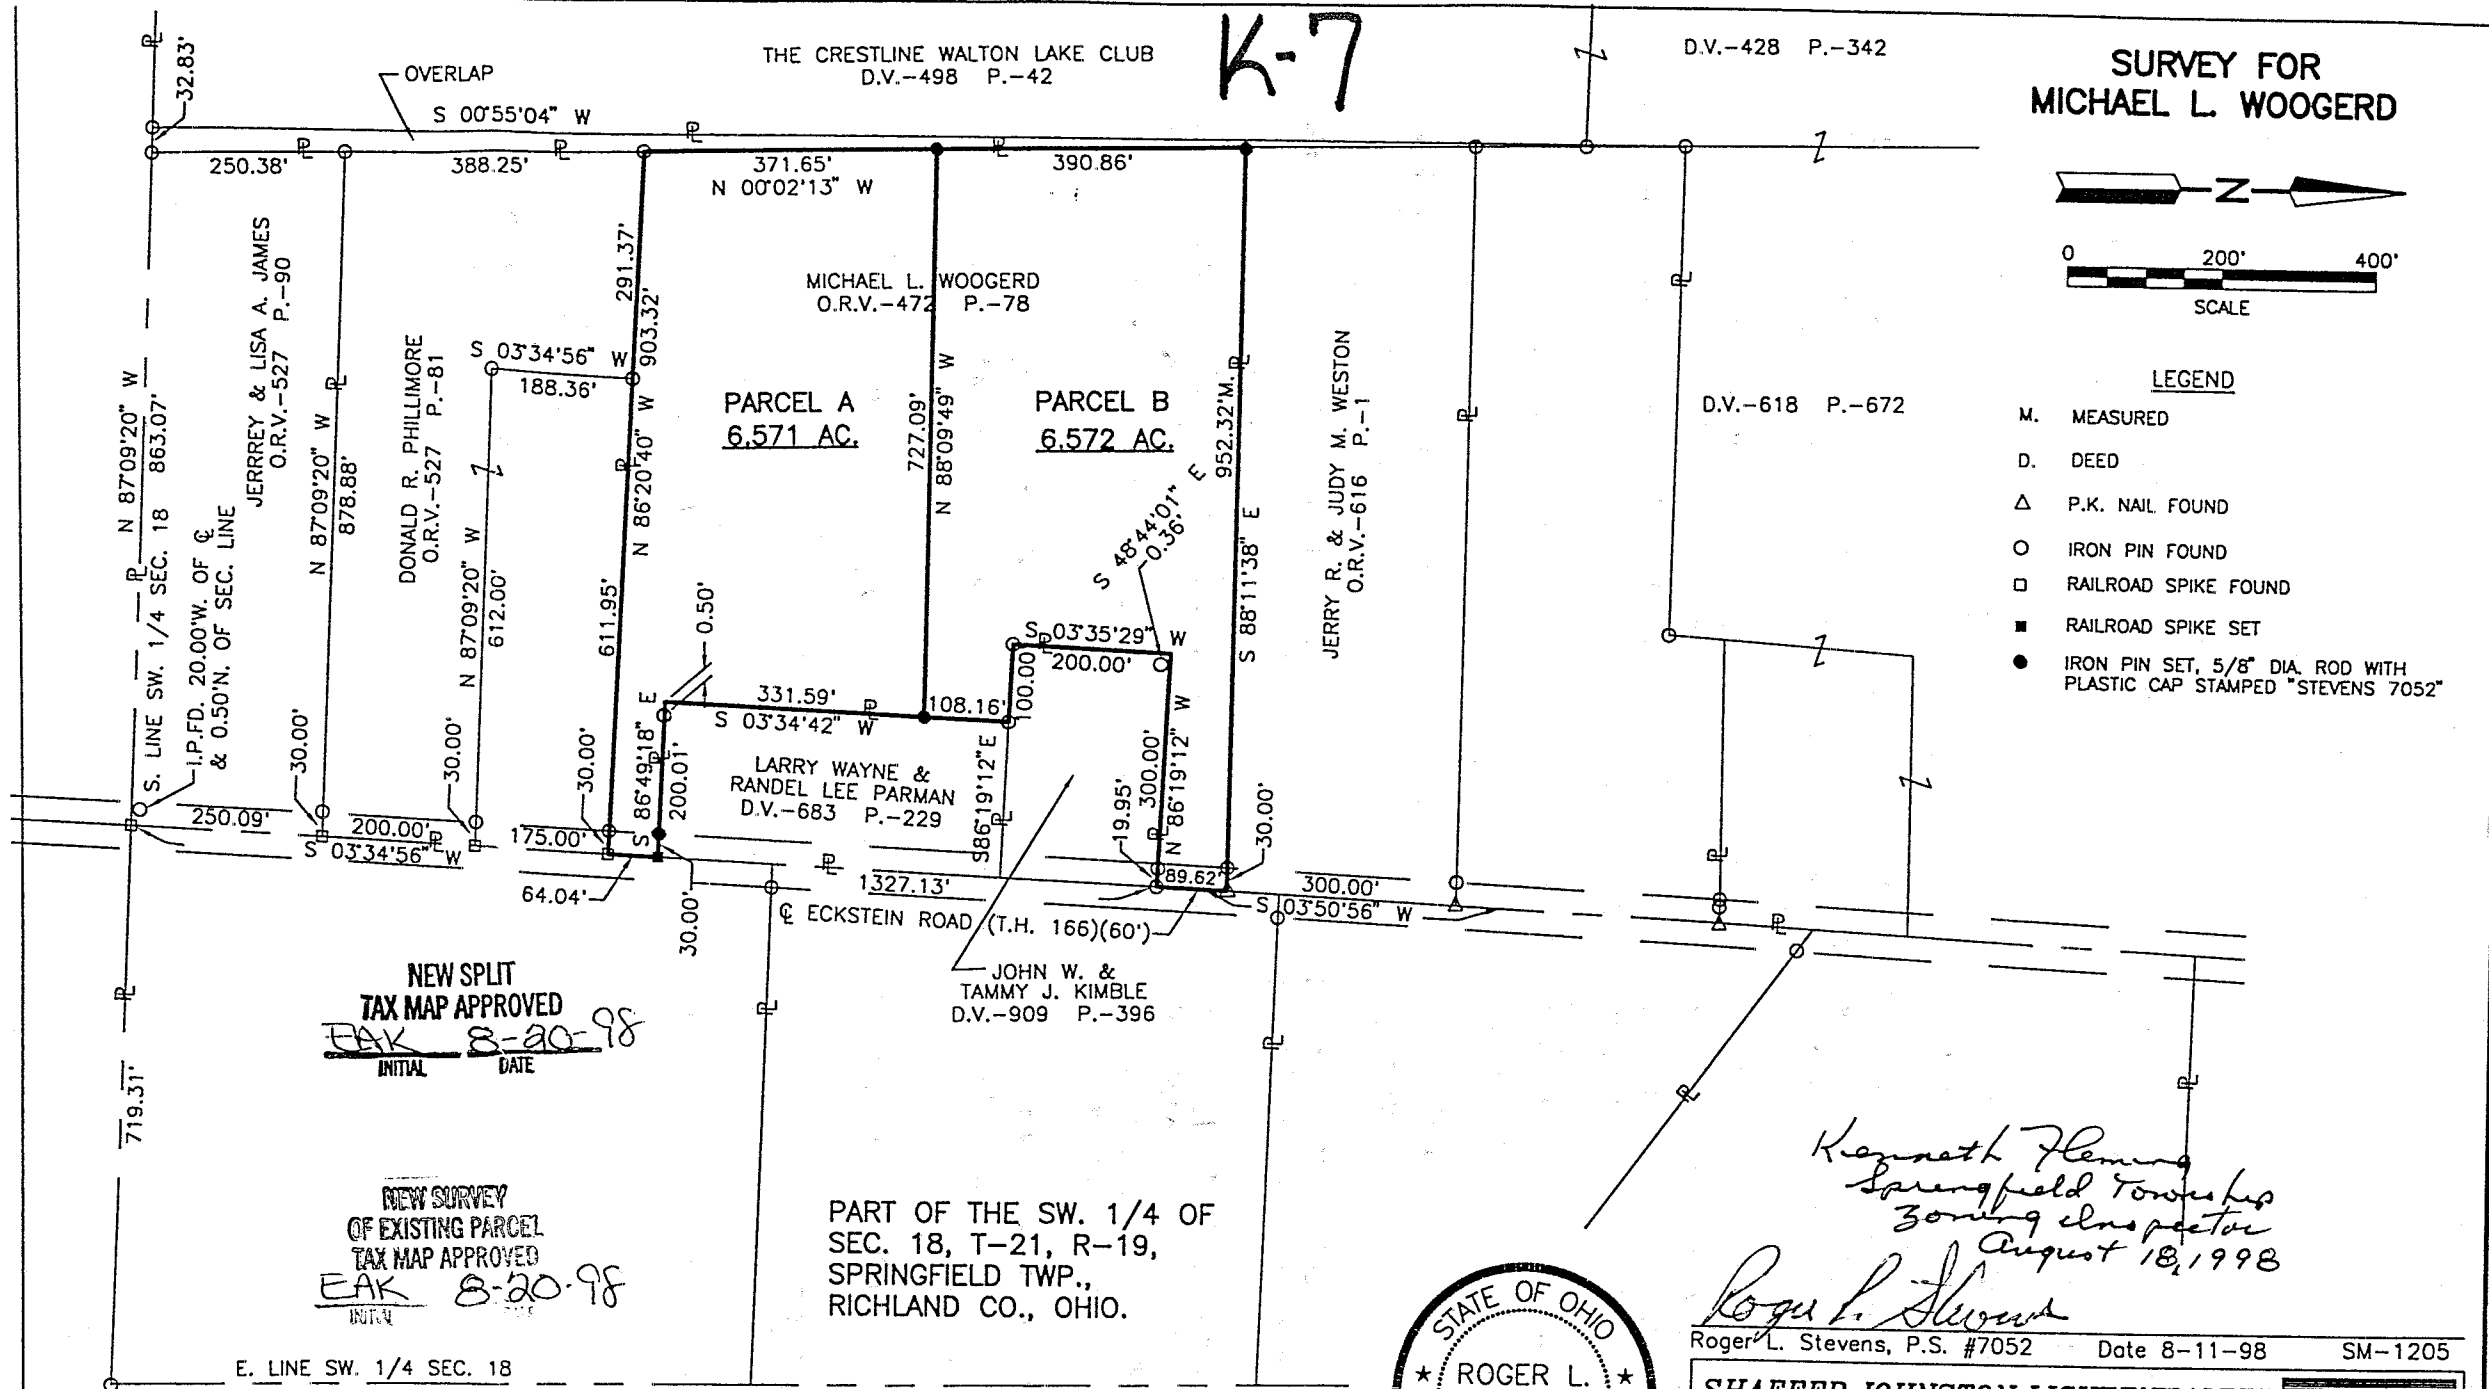 K-7
SURVEY FOR
MICHAEL L. WOOGERD
THE CRESTLINE WALTON LAKE CLUB
D.V.-498 P.-42
D.V.-428 P.-342
32.83'
OVERLAP
S 00°55'04" W
250.38'
388.25'
371.65'
N 00°02'13" W
390.86'
N
0 200' 400'
SCALE
LEGEND
M. MEASURED
D. DEED
P.K. NAIL FOUND
IRON PIN FOUND
RAILROAD SPIKE FOUND
RAILROAD SPIKE SET
IRON PIN SET, 5/8" DIA. ROD WITH
PLASTIC CAP STAMPED "STEVENS 7052"
N 87°09'20" W
S. LINE SW. 1/4 SEC. 18 863.07'
I.P.FD. 20.00'W. OF ℄
& 0.50'N. OF SEC. LINE
JERRREY & LISA A. JAMES
O.R.V.-527 P.-90
N 87°09'20" W
878.88'
DONALD R. PHILLIMORE
O.R.V.-527 P.-81
S 03°34'56" W
188.36'
N 87°09'20" W
612.00'
291.37'
903.32'
N 86°20'40" W
611.95'
MICHAEL L. WOOGERD
O.R.V.-472 P.-78
PARCEL A
6.571 AC.
727.09'
N 88°09'49" W
PARCEL B
6.572 AC.
952.32'M.
S 88°11'38" E
S 48°44'01" E
0.36'
JERRY R. & JUDY M. WESTON
O.R.V.-616 P.-1
D.V.-618 P.-672
0.50'
331.59'
S 03°34'42" W
108.16'
100.00'
S 03°35'29" W
200.00'
300.00'
N 86°19'12" W
S 86°49'18" E
200.01'
LARRY WAYNE &
RANDEL LEE PARMAN
D.V.-683 P.-229
S86°19'12"E
19.95'
30.00'
30.00'
30.00'
30.00'
30.00'
250.09'
200.00'
S 03°34'56" W
175.00'
64.04'
1327.13'
89.62'
300.00'
S 03°50'56" W
℄ ECKSTEIN ROAD (T.H. 166)(60')
JOHN W. &
TAMMY J. KIMBLE
D.V.-909 P.-396
NEW SPLIT
TAX MAP APPROVED
EAK 8-20-98
INITIAL DATE
719.31'
NEW SURVEY
OF EXISTING PARCEL
TAX MAP APPROVED
EAK 8-20-98
INITIAL
PART OF THE SW. 1/4 OF
SEC. 18, T-21, R-19,
SPRINGFIELD TWP.,
RICHLAND CO., OHIO.
E. LINE SW. 1/4 SEC. 18
STATE OF OHIO
ROGER L.
Kenneth Fleming
Springfield Township
Zoning Inspector
August 18, 1998
Roger L. Stevens
Roger L. Stevens, P.S. #7052 Date 8-11-98 SM-1205